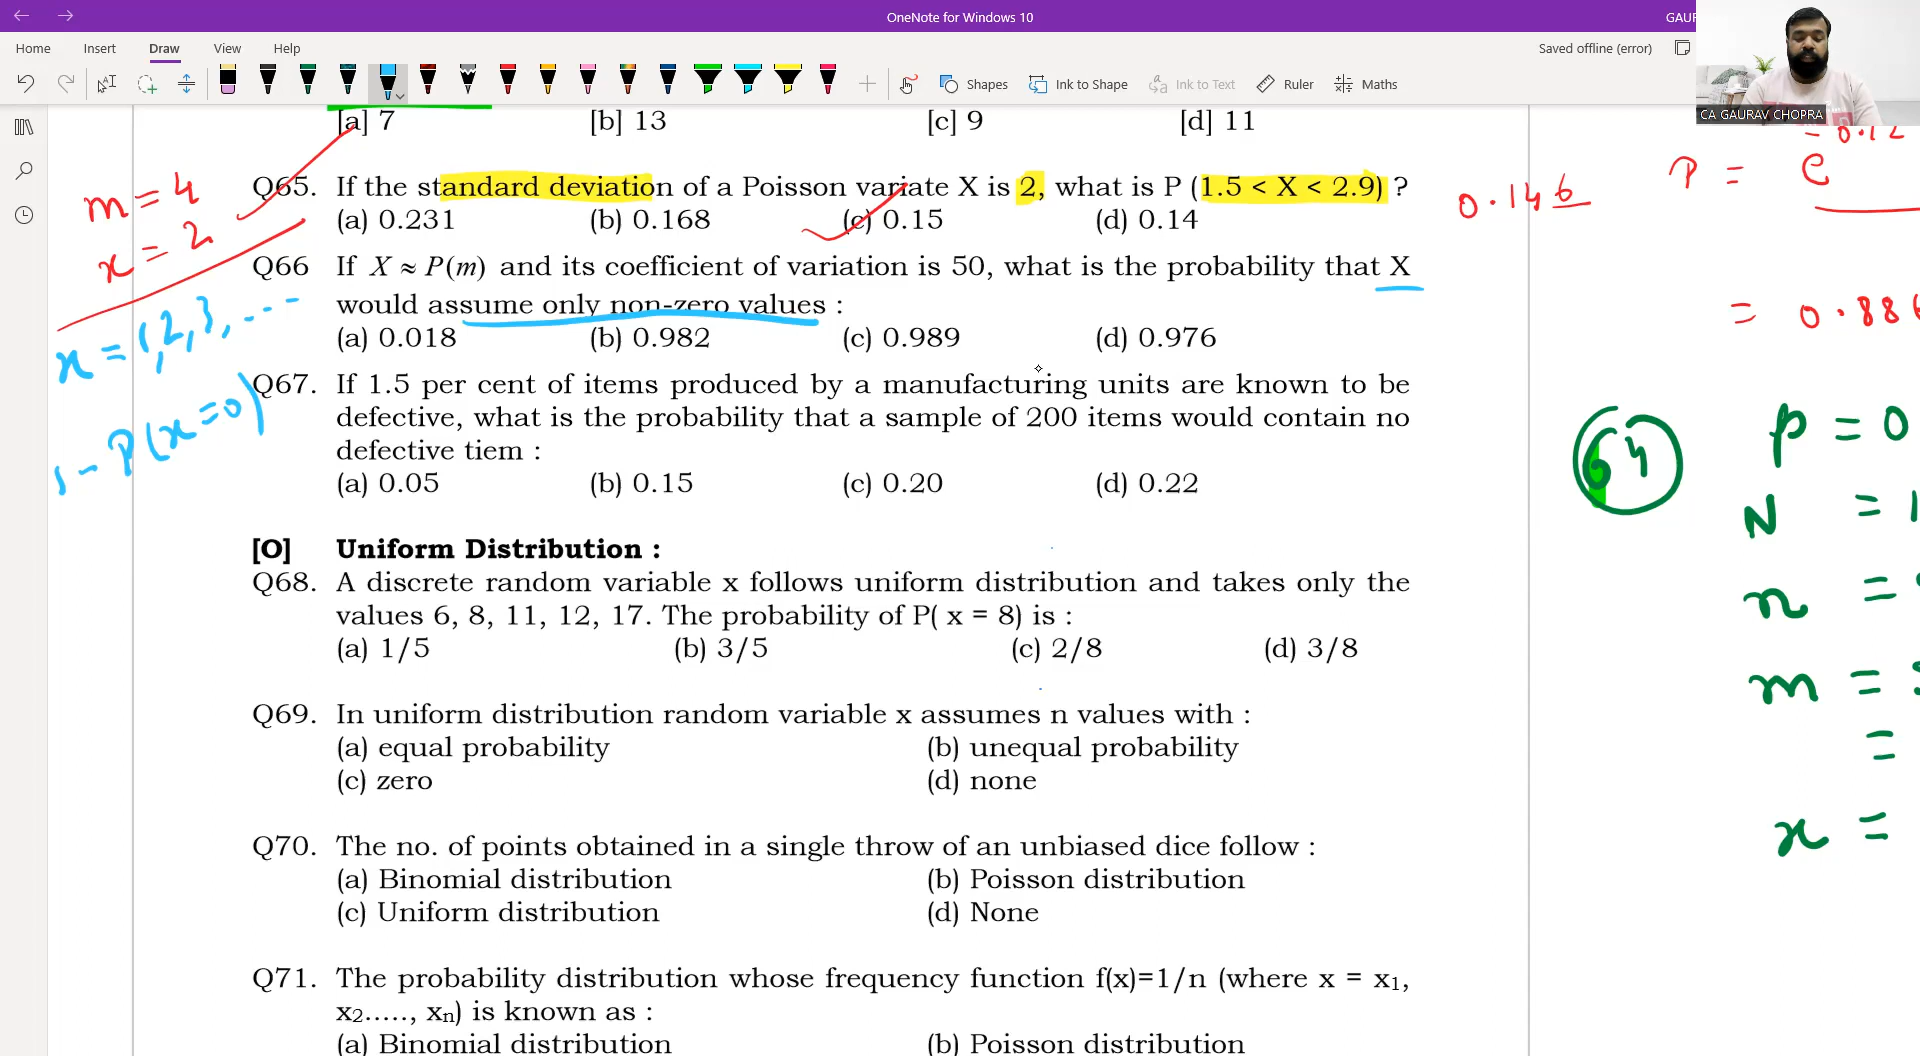 OneNote for Windows 10
GAUR
Home Insert Draw View Help
Saved offline (error)
Shapes Ink to Shape Ink to Text Ruler Maths
CA GAURAV CHOPRA
[a] 7 [b] 13 [c] 9 [d] 11
Q65. If the standard deviation of a Poisson variate X is 2, what is P (1.5 < X < 2.9) ?
(a) 0.231 (b) 0.168 (c) 0.15 (d) 0.14
m = 4
x = 2
0.146
P = e
= 0.886
Q66 If X ≈ P(m) and its coefficient of variation is 50, what is the probability that X
would assume only non-zero values :
(a) 0.018 (b) 0.982 (c) 0.989 (d) 0.976
x = 1, 2, 3, ...
1 - P(x=0)
Q67. If 1.5 per cent of items produced by a manufacturing units are known to be
defective, what is the probability that a sample of 200 items would contain no
defective tiem :
(a) 0.05 (b) 0.15 (c) 0.20 (d) 0.22
64
p = 0
N = 1
n =
m =
=
x =
[O] Uniform Distribution :
Q68. A discrete random variable x follows uniform distribution and takes only the
values 6, 8, 11, 12, 17. The probability of P( x = 8) is :
(a) 1/5 (b) 3/5 (c) 2/8 (d) 3/8
Q69. In uniform distribution random variable x assumes n values with :
(a) equal probability (b) unequal probability
(c) zero (d) none
Q70. The no. of points obtained in a single throw of an unbiased dice follow :
(a) Binomial distribution (b) Poisson distribution
(c) Uniform distribution (d) None
Q71. The probability distribution whose frequency function f(x)=1/n (where x = x₁,
x₂....., xₙ) is known as :
(a) Binomial distribution (b) Poisson distribution